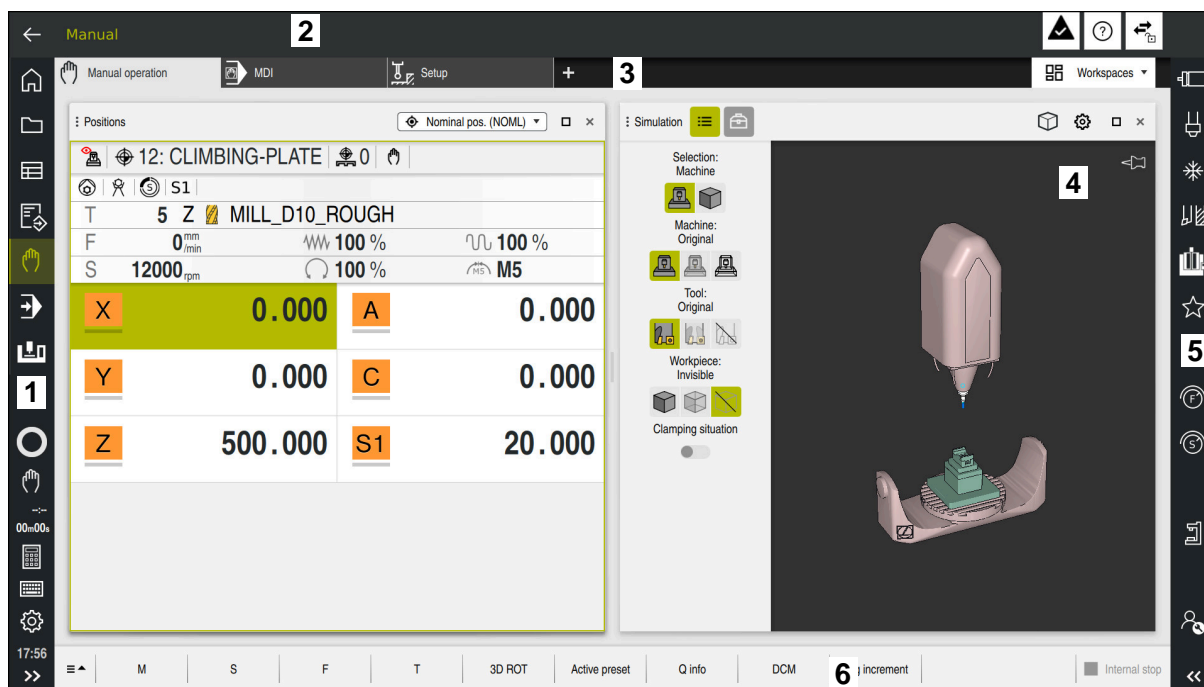 Manual
2
Manual operation
MDI
Setup
+
3
Workspaces
Positions
Nominal pos. (NOML)
12: CLIMBING-PLATE
0
S
S1
T 5 Z MILL_D10_ROUGH
F 0 mm/min 100 % 100 %
S 12000 rpm 100 % M5 M5
X 0.000 A 0.000
Y 0.000 C 0.000
Z 500.000 S1 20.000
Simulation
Selection:
Machine
Machine:
Original
Tool:
Original
Workpiece:
Invisible
Clamping situation
4
1
-:--
00m00s
17:56
5
F
S
M
S
F
T
3D ROT
Active preset
Q info
DCM
6
increment
Internal stop